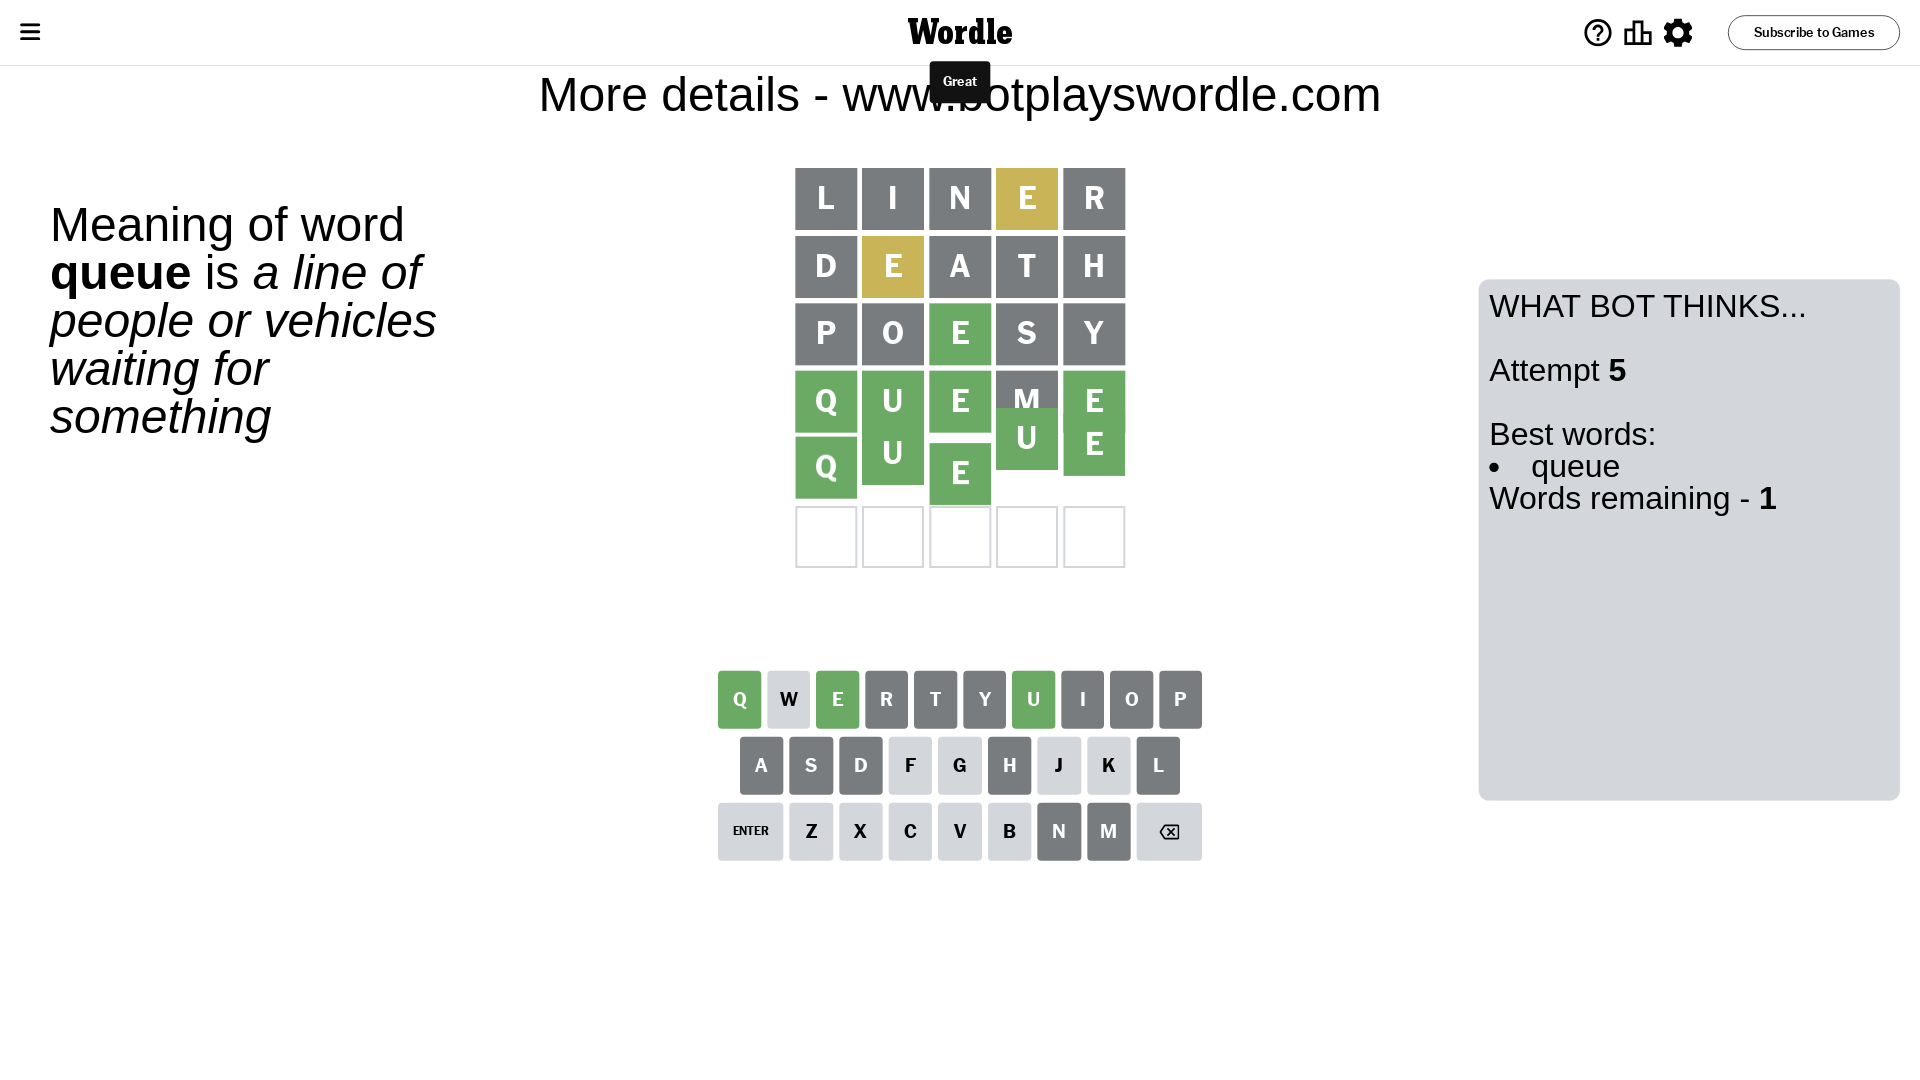 Wordle
Subscribe to Games
Great
More details - www.botplayswordle.com
Meaning of word
queue is a line of
people or vehicles
waiting for
something
L I N E R
D E A T H
P O E S Y
Q U E M E
Q U E U E
WHAT BOT THINKS...
Attempt 5
Best words:
• queue
Words remaining - 1
Q W E R T Y U I O P
A S D F G H J K L
ENTER Z X C V B N M